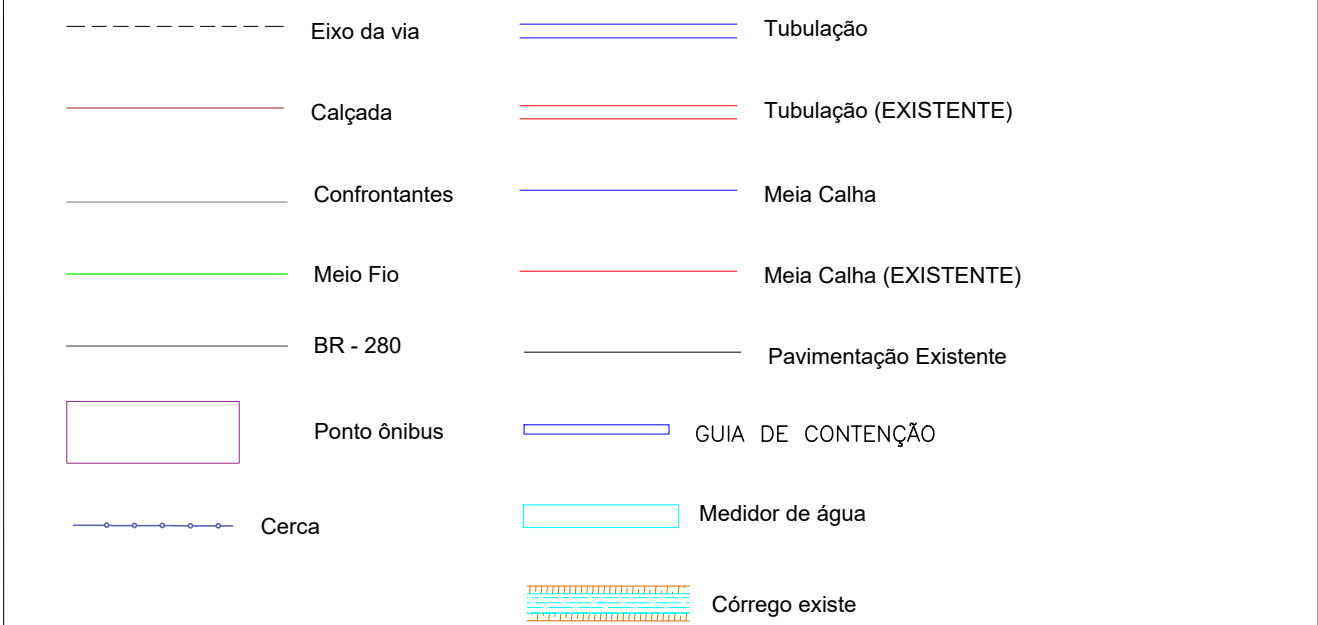 Eixo da via
Calçada
Confrontantes
Meio Fio
BR - 280
Ponto ônibus
Cerca
Tubulação
Tubulação (EXISTENTE)
Meia Calha
Meia Calha (EXISTENTE)
Pavimentação Existente
GUIA DE CONTENÇÃO
Medidor de água
Córrego existe